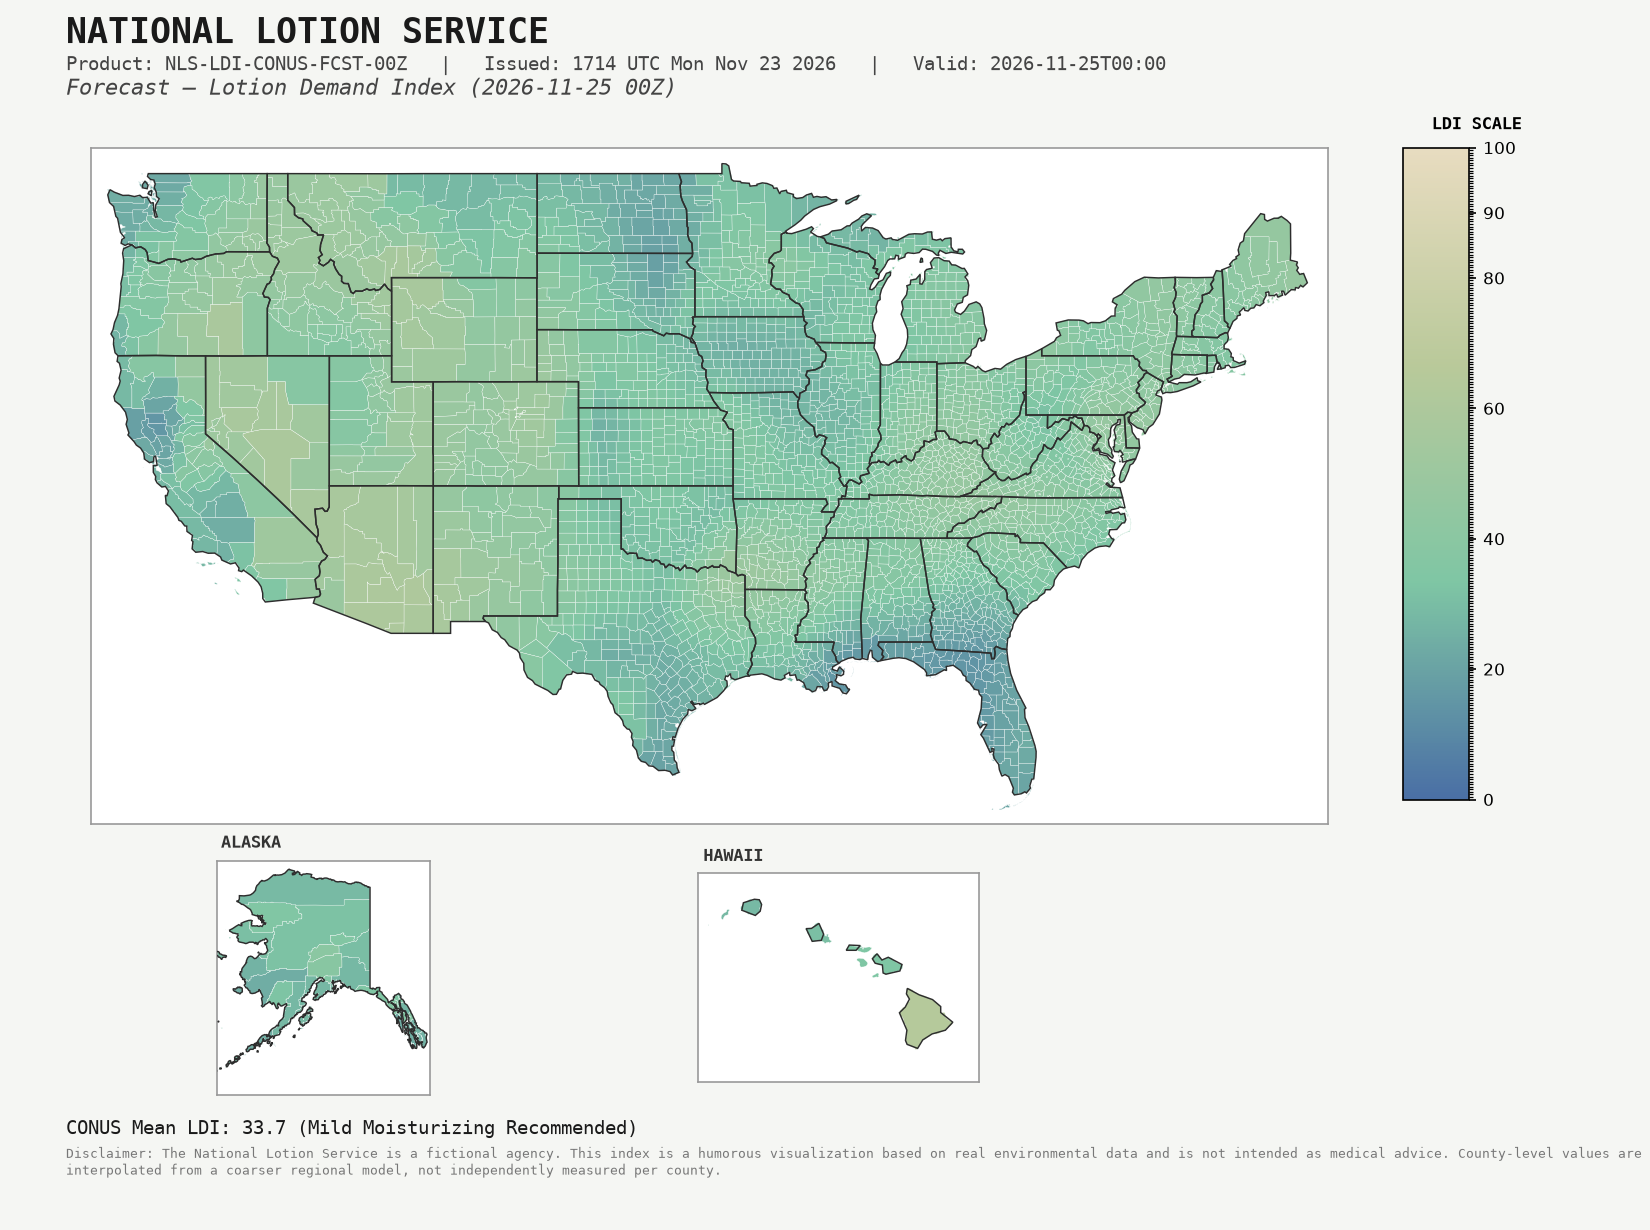 NATIONAL LOTION SERVICE
Product: NLS-LDI-CONUS-FCST-00Z   |   Issued: 1714 UTC Mon Nov 23 2026   |   Valid: 2026-11-25T00:00
Forecast — Lotion Demand Index (2026-11-25 00Z)
LDI SCALE
100
90
80
70
60
50
40
30
20
10
0
ALASKA
HAWAII
CONUS Mean LDI: 33.7 (Mild Moisturizing Recommended)
Disclaimer: The National Lotion Service is a fictional agency. This index is a humorous visualization based on real environmental data and is not intended as medical advice. County-level values are
interpolated from a coarser regional model, not independently measured per county.